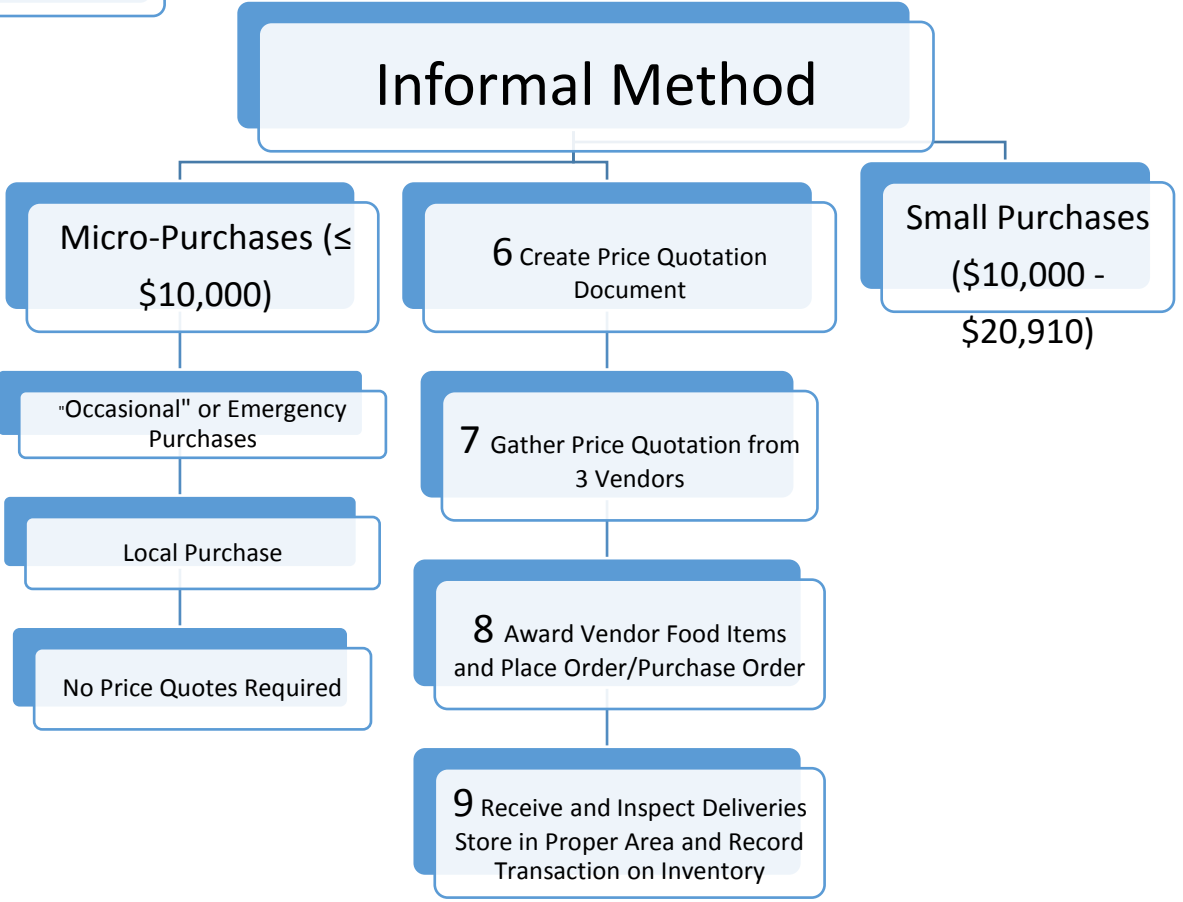 Informal Method
Micro-Purchases (≤
$10,000)
"Occasional" or Emergency
Purchases
Local Purchase
No Price Quotes Required
6 Create Price Quotation
Document
7 Gather Price Quotation from
3 Vendors
8 Award Vendor Food Items
and Place Order/Purchase Order
9 Receive and Inspect Deliveries
Store in Proper Area and Record
Transaction on Inventory
Small Purchases
($10,000 -
$20,910)